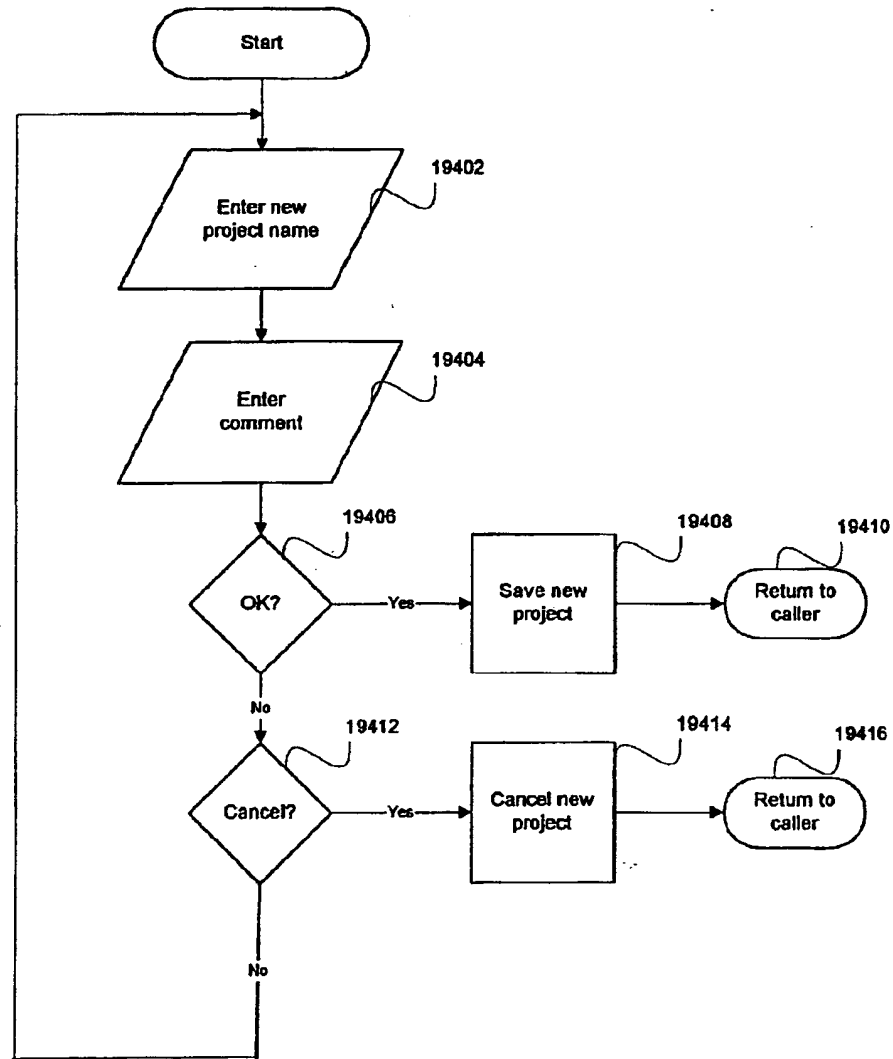 Start
19402
Enter new
project name
19404
Enter
comment
19406
OK?
Yes
19408
Save new
project
19410
Return to
caller
No
19412
Cancel?
Yes
19414
Cancel new
project
19416
Return to
caller
No